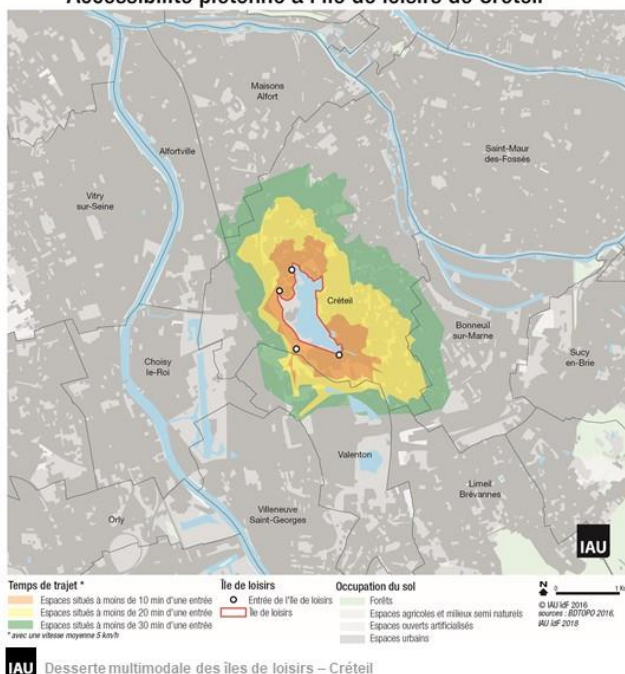 Accessibilité piétonne à l'île de loisirs de Créteil
Maisons
Alfort
Alfortville
Saint-Maur
des-Fossés
Vitry
sur-Seine
Créteil
Bonneuil
sur-Marne
Choisy
le-Roi
Sucy
en-Brie
Valenton
Limeil
Brévannes
Orly
Villeneuve
Saint-Georges
IAU
Temps de trajet *
Espaces situés à moins de 10 min d'une entrée
Espaces situés à moins de 20 min d'une entrée
Espaces situés à moins de 30 min d'une entrée
* avec une vitesse moyenne 5 km/h
Île de loisirs
Entrée de l'île de loisirs
Île de loisirs
Occupation du sol
Forêts
Espaces agricoles et milieux semi naturels
Espaces ouverts artificialisés
Espaces urbains
N
0 1 Km
© IAU îdF 2016
sources : BDTOPO 2016,
IAU îdF 2018
IAU Desserte multimodale des îles de loisirs – Créteil